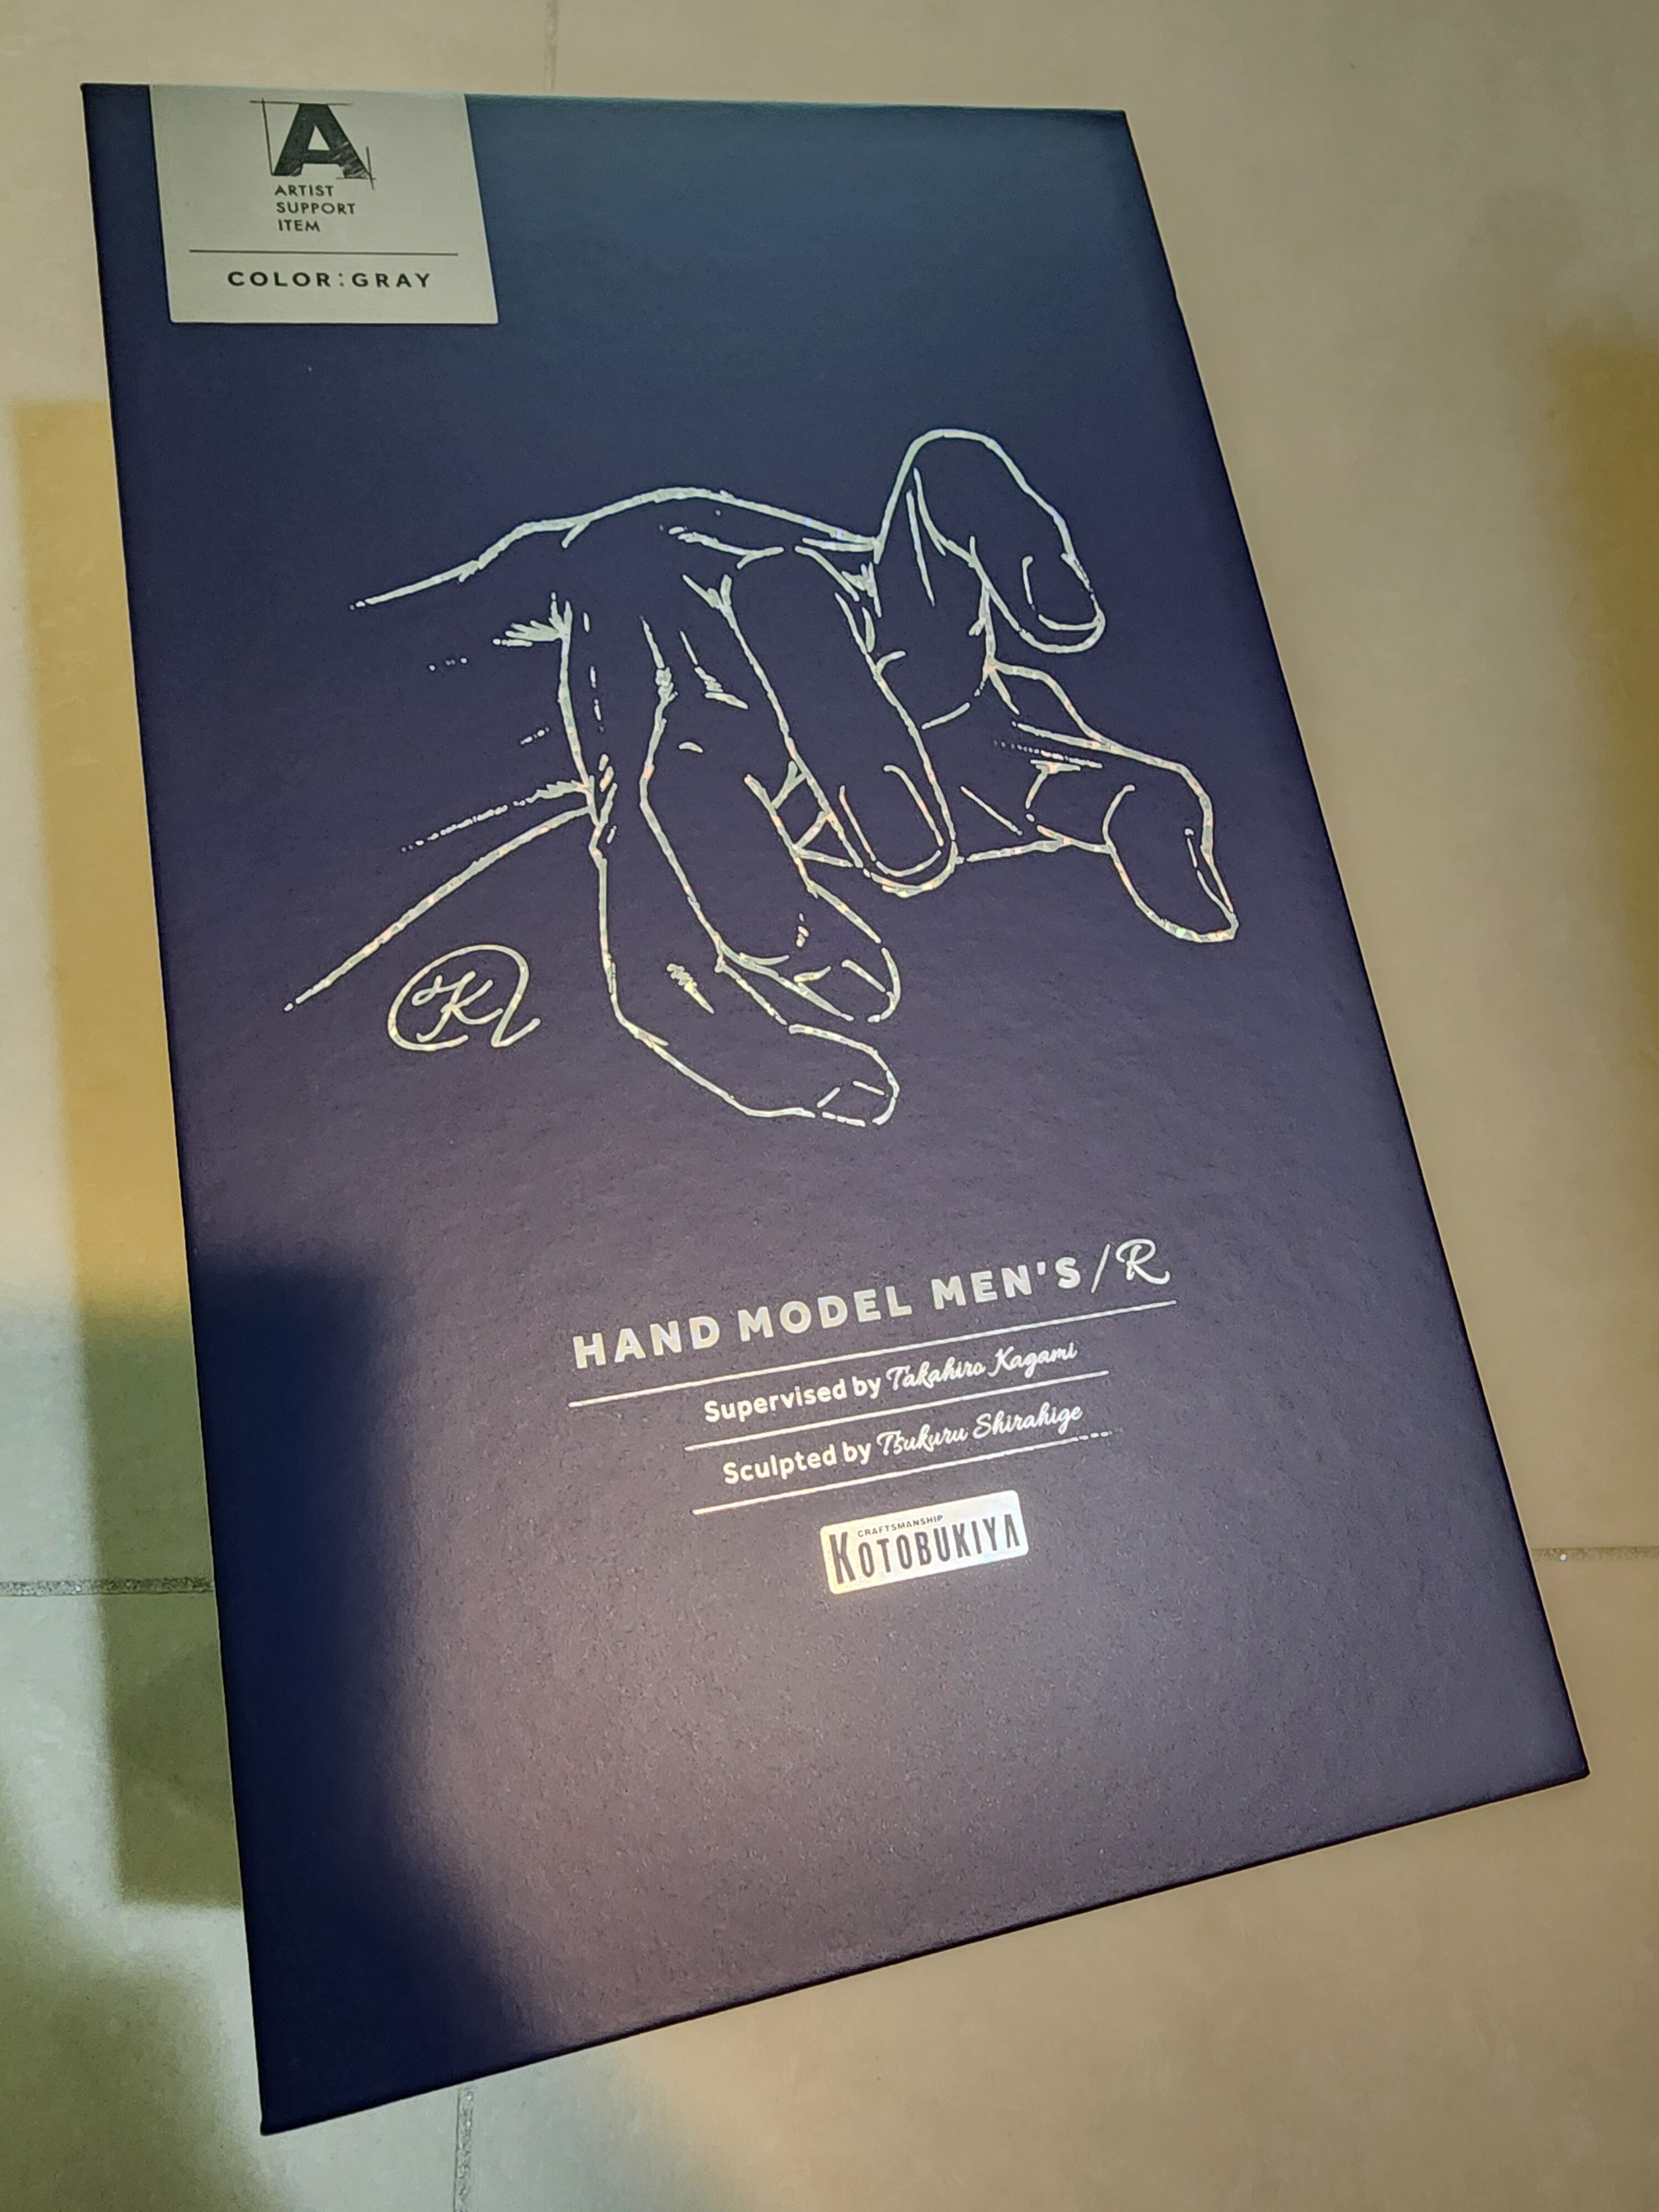 A
ARTIST
SUPPORT
ITEM
COLOR:GRAY
K
HAND MODEL MEN'S/R
Supervised by Takahiro Kagami
Sculpted by Tsukuru Shirahige
CRAFTSMANSHIP
KOTOBUKIYA